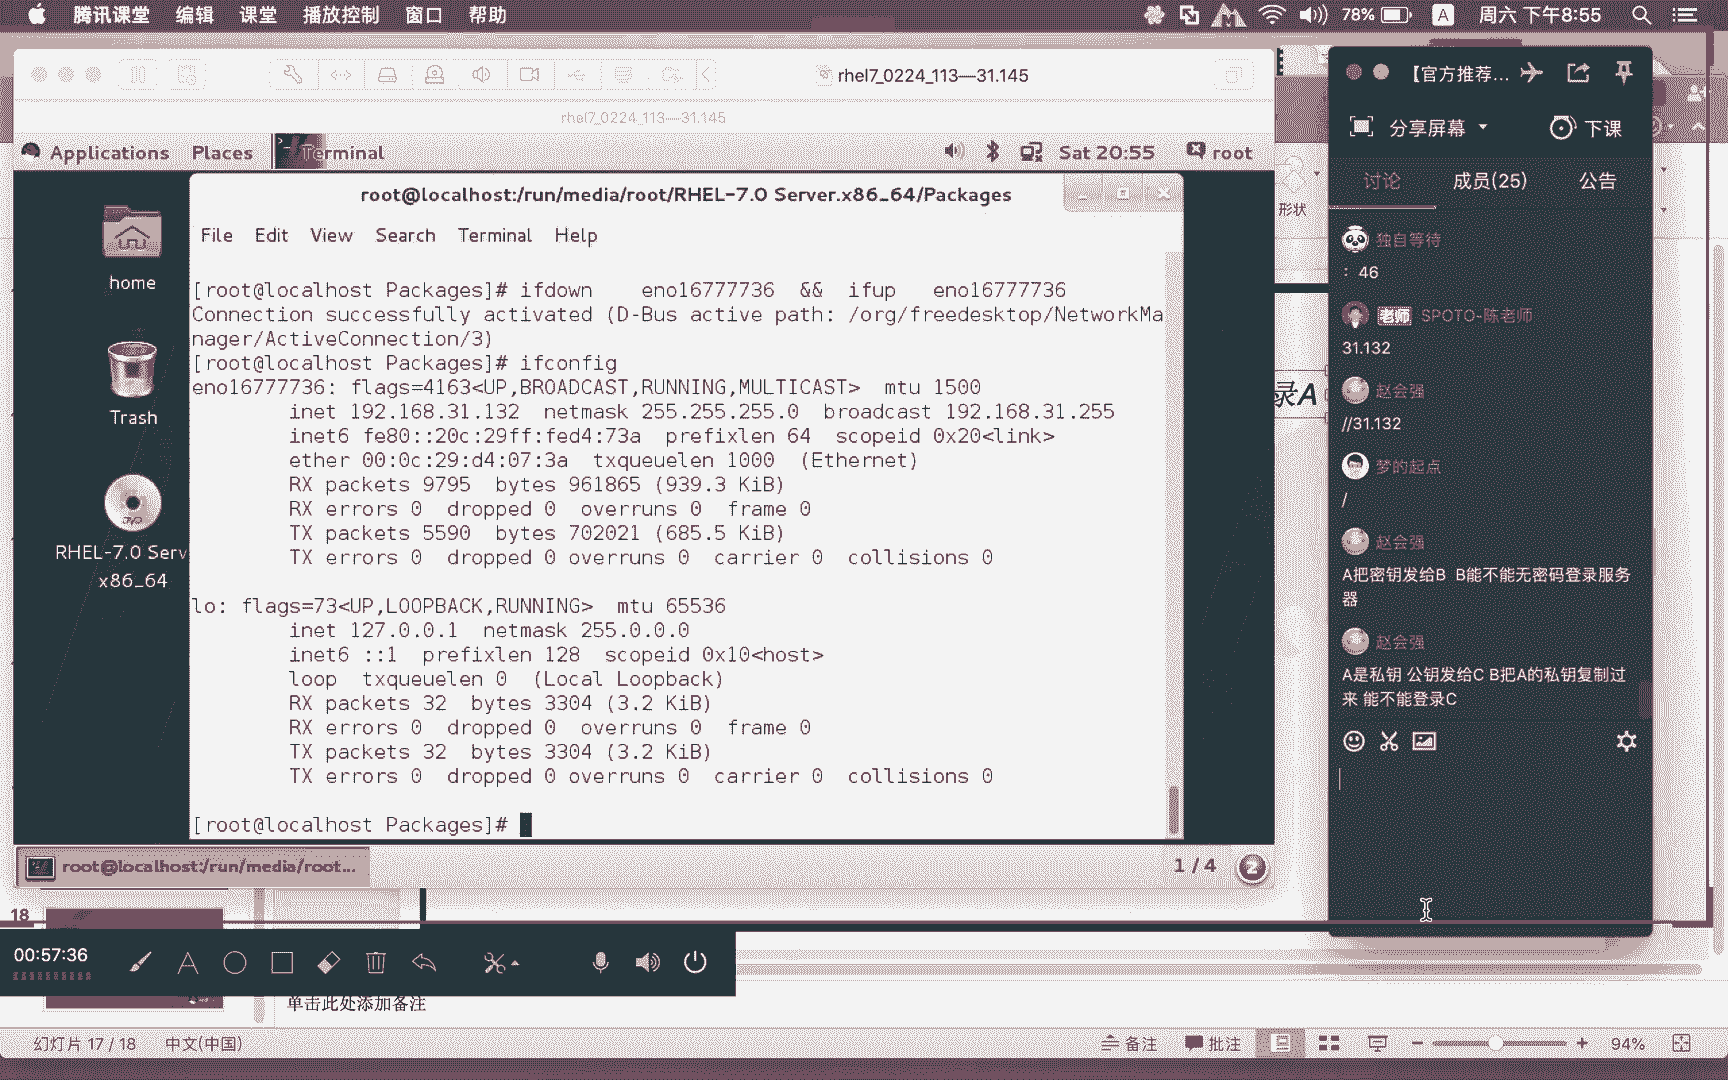 腾讯课堂 编辑 课堂 播放控制 窗口 帮助
78% A 周六 下午8:55
rhel7_0224_113—31.145
rhel7_0224_113—31.145
Applications Places Terminal
Sat 20:55 root
home
Trash
DVD
RHEL-7.0 Serv
x86_64
root@localhost:/run/media/root/RHEL-7.0 Server.x86_64/Packages
File Edit View Search Terminal Help
[root@localhost Packages]# ifdown eno16777736 && ifup eno16777736
Connection successfully activated (D-Bus active path: /org/freedesktop/NetworkMa
nager/ActiveConnection/3)
[root@localhost Packages]# ifconfig
eno16777736: flags=4163<UP,BROADCAST,RUNNING,MULTICAST> mtu 1500
inet 192.168.31.132 netmask 255.255.255.0 broadcast 192.168.31.255
inet6 fe80::20c:29ff:fed4:73a prefixlen 64 scopeid 0x20<link>
ether 00:0c:29:d4:07:3a txqueuelen 1000 (Ethernet)
RX packets 9795 bytes 961865 (939.3 KiB)
RX errors 0 dropped 0 overruns 0 frame 0
TX packets 5590 bytes 702021 (685.5 KiB)
TX errors 0 dropped 0 overruns 0 carrier 0 collisions 0
lo: flags=73<UP,LOOPBACK,RUNNING> mtu 65536
inet 127.0.0.1 netmask 255.0.0.0
inet6 ::1 prefixlen 128 scopeid 0x10<host>
loop txqueuelen 0 (Local Loopback)
RX packets 32 bytes 3304 (3.2 KiB)
RX errors 0 dropped 0 overruns 0 frame 0
TX packets 32 bytes 3304 (3.2 KiB)
TX errors 0 dropped 0 overruns 0 carrier 0 collisions 0
[root@localhost Packages]#
root@localhost:/run/media/root...
1 / 4 2
形状
录A
【官方推荐...
分享屏幕 下课
讨论 成员(25) 公告
独自等待
: 46
老师 SPOTO-陈老师
31.132
赵会强
//31.132
梦的起点
/
赵会强
A把密钥发给B B能不能无密码登录服务
器
赵会强
A是私钥 公钥发给C B把A的私钥复制过
来 能不能登录C
18
00:57:36
单击此处添加备注
幻灯片 17 / 18 中文(中国)
备注 批注 94%